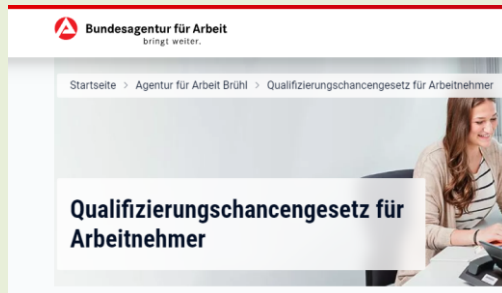 Bundesagentur für Arbeit
bringt weiter.
Startseite > Agentur für Arbeit Brühl > Qualifizierungschancengesetz für Arbeitnehmer
Qualifizierungschancengesetz für
Arbeitnehmer